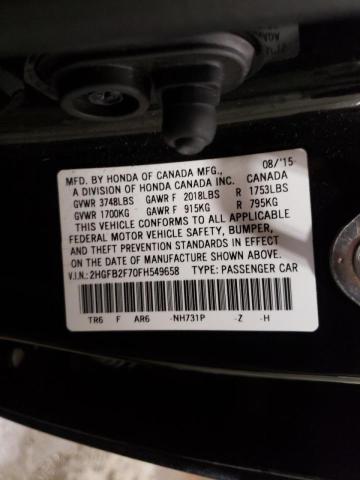 MFD. BY HONDA OF CANADA MFG., 08/'15
A DIVISION OF HONDA CANADA INC. CANADA
GVWR 3748LBS GAWR F 2018LBS R 1753LBS
GVWR 1700KG GAWR F 915KG R 795KG
THIS VEHICLE CONFORMS TO ALL APPLICABLE
FEDERAL MOTOR VEHICLE SAFETY, BUMPER,
AND THEFT PREVENTION STANDARDS IN EFFECT
ON THE DATE OF MANUFACTURE SHOWN ABOVE.
V.I.N.: 2HGFB2F70FH549658 TYPE: PASSENGER CAR
TR6 F AR6 -NH731P -Z -H